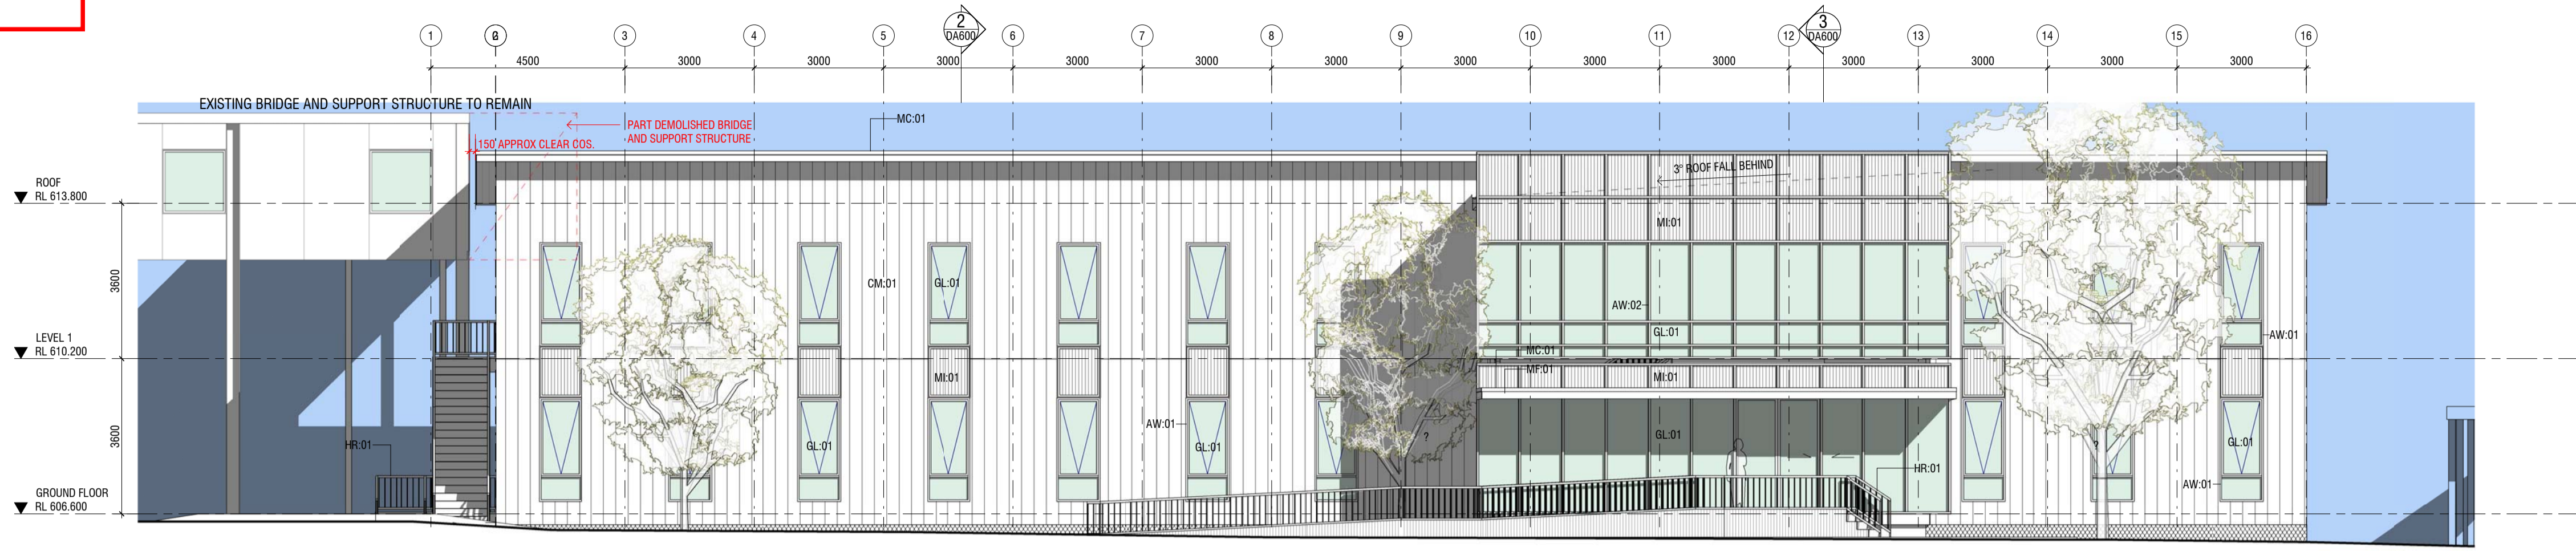 2
DA600
3
DA600
1
2
3
4
5
6
7
8
9
10
11
12
13
14
15
16
4500
3000
3000
3000
3000
3000
3000
3000
3000
3000
3000
3000
3000
3000
EXISTING BRIDGE AND SUPPORT STRUCTURE TO REMAIN
PART DEMOLISHED BRIDGE
AND SUPPORT STRUCTURE
150 APPROX CLEAR COS.
MC:01
3° ROOF FALL BEHIND
ROOF
RL 613.800
MI:01
3600
CM:01
GL:01
AW:02
GL:01
LEVEL 1
RL 610.200
AW:01
MC:01
MF:01
MI:01
MI:01
3600
HR:01
GL:01
AW:01
GL:01
?
GL:01
?
GL:01
HR:01
AW:01
GROUND FLOOR
RL 606.600